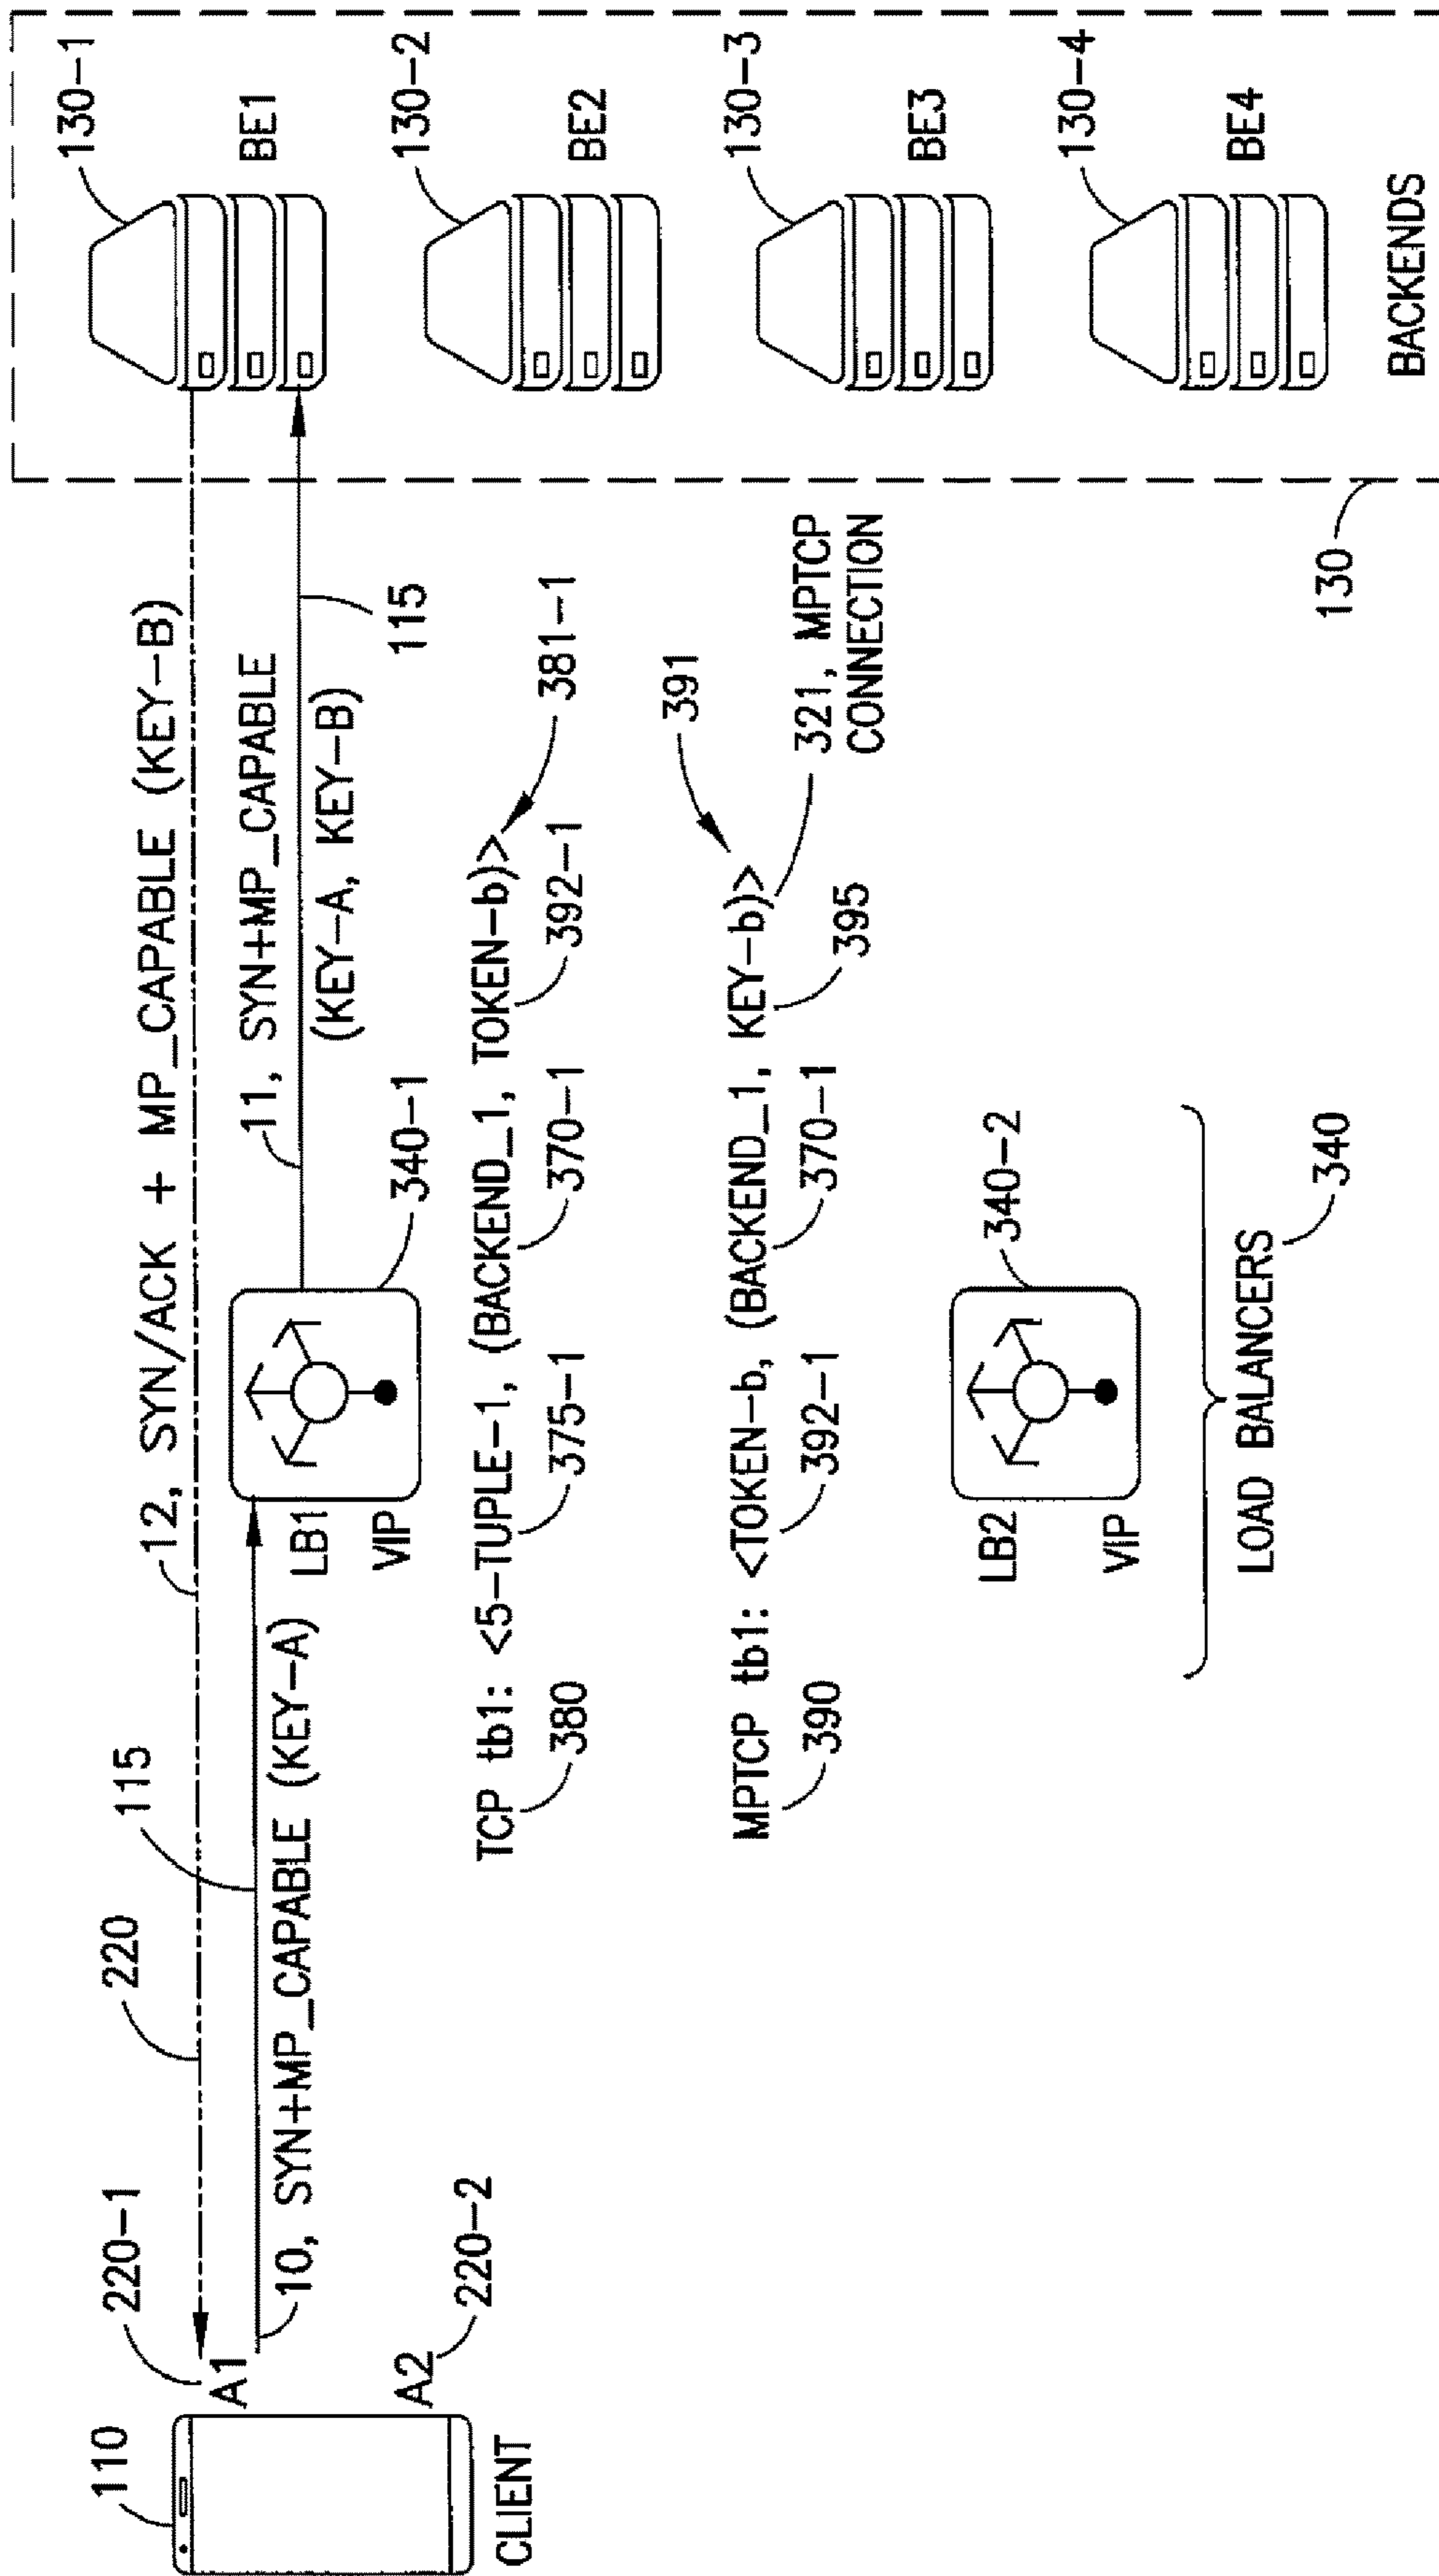 110
CLIENT
220-1
A1
A2
220-2
220
115
10, SYN+MP_CAPABLE (KEY-A)
12, SYN/ACK + MP_CAPABLE (KEY-B)
LB1
VIP
340-1
11, SYN+MP_CAPABLE
(KEY-A, KEY-B)
115
TCP tb1: <5-TUPLE-1, (BACKEND_1, TOKEN-b)>
380
375-1
370-1
392-1
381-1
MPTCP tb1: <TOKEN-b, (BACKEND_1, KEY-b)>
390
392-1
370-1
395
391
321, MPTCP
CONNECTION
LB2
VIP
340-2
LOAD BALANCERS
340
130-1
BE1
130-2
BE2
130-3
BE3
130-4
BE4
BACKENDS
130